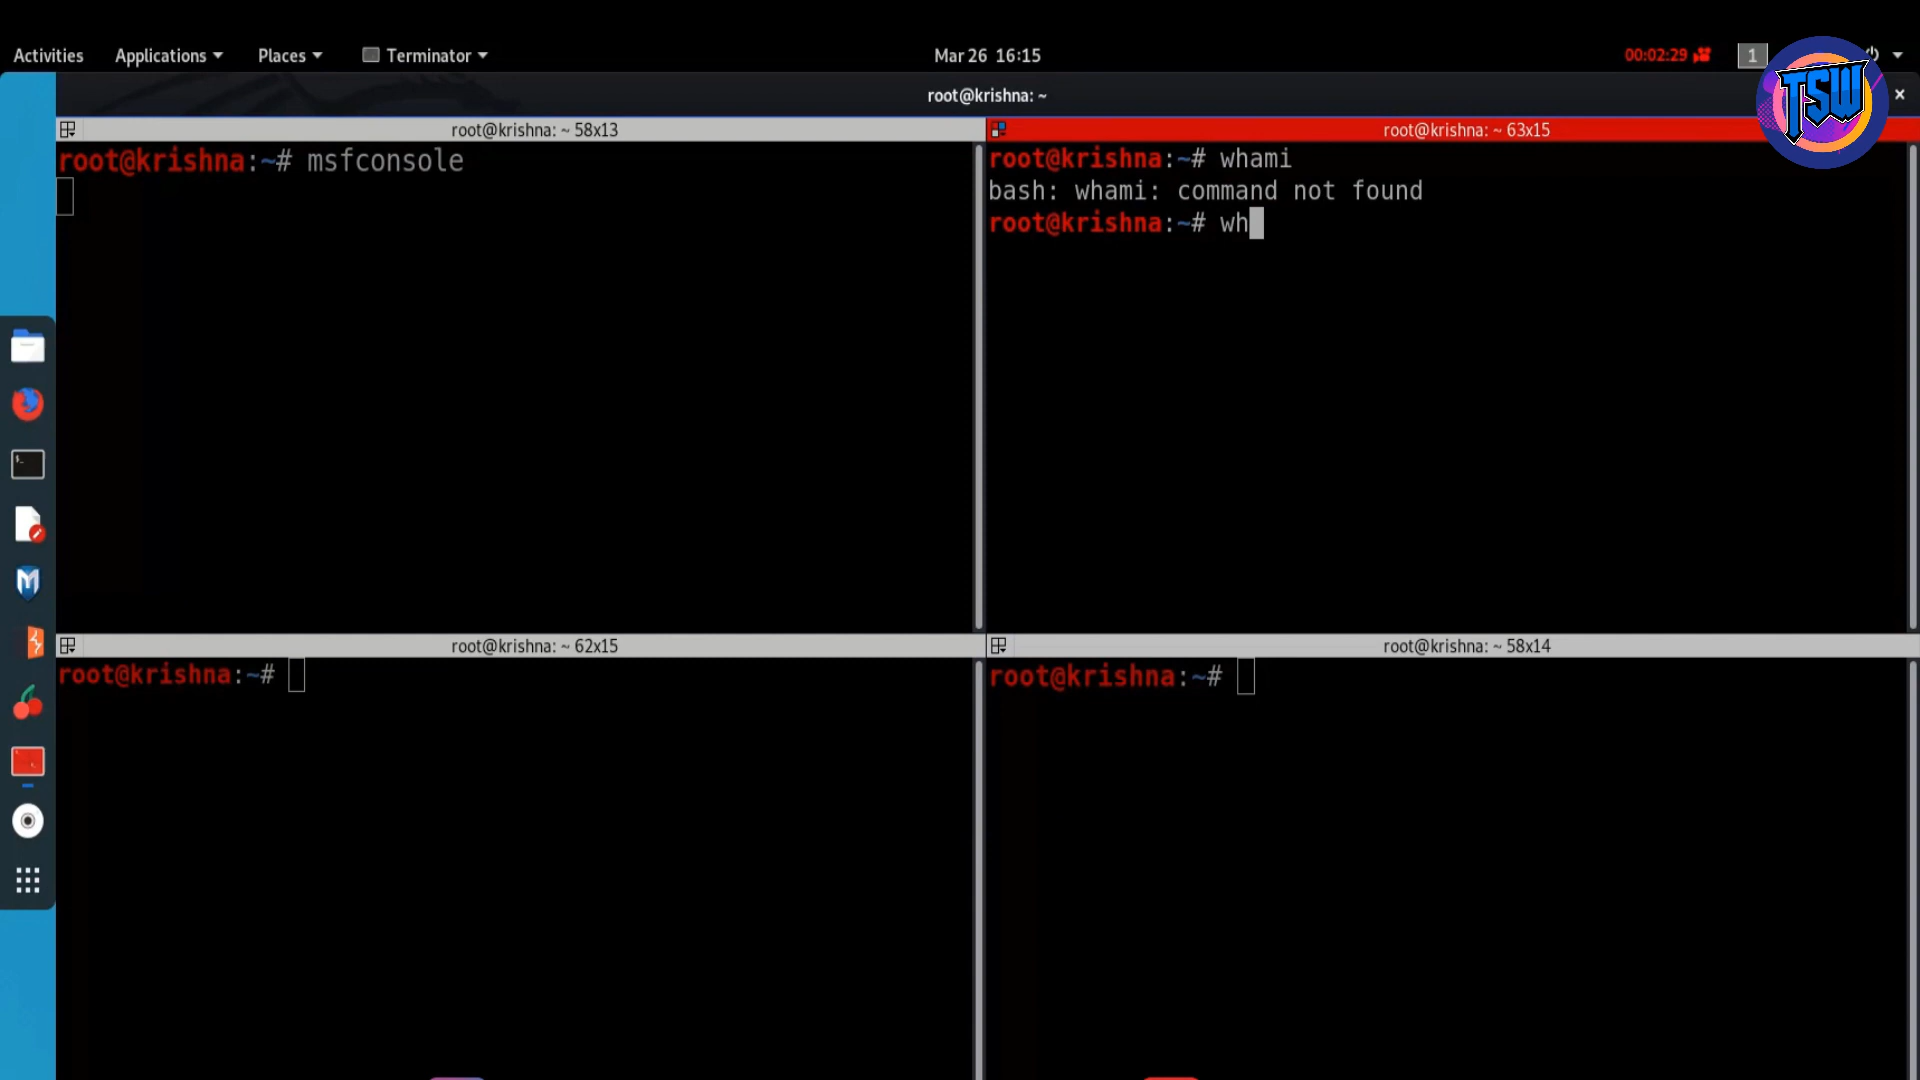 Activities Applications Places Terminator Mar 26 16:15 00:02:29 1
TSW
root@krishna: ~
root@krishna: ~ 58x13
root@krishna:~# msfconsole
root@krishna: ~ 63x15
root@krishna:~# whami
bash: whami: command not found
root@krishna:~# wh
root@krishna: ~ 62x15
root@krishna:~#
root@krishna: ~ 58x14
root@krishna:~#